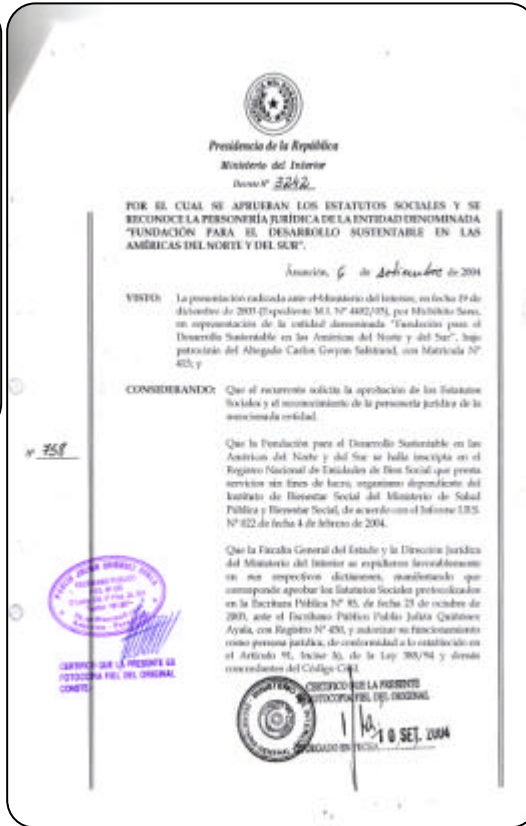 Presidencia de la República
Ministerio del Interior
Decreto Nº 3242
POR EL CUAL SE APRUEBAN LOS ESTATUTOS SOCIALES Y SE
RECONOCE LA PERSONERÍA JURÍDICA DE LA ENTIDAD DENOMINADA
"FUNDACIÓN PARA EL DESARROLLO SUSTENTABLE EN LAS
AMÉRICAS DEL NORTE Y DEL SUR".
Asunción, 6 de setiembre de 2004
VISTO: La presentación radicada ante el Ministerio del Interior, en fecha 19 de
diciembre de 2003 (Expediente M.I. Nº 4602/03), por Michihito Sano,
en representación de la entidad denominada "Fundación para el
Desarrollo Sustentable en las Américas del Norte y del Sur", bajo
patrocinio del Abogado Carlos Gwynn, con Matrícula Nº
y
CONSIDERANDO: Que el recurrente solicita la aprobación de los Estatutos
Sociales y el reconocimiento de la personería jurídica de la
mencionada entidad.
Nº 758
Que la Fundación para el Desarrollo Sustentable en las
Américas del Norte y del Sur se halla inscripta en el
Registro Nacional de Entidades de Bien Social que presta
servicios sin fines de lucro, organismo dependiente del
Instituto de Bienestar Social del Ministerio de Salud
Pública y Bienestar Social, de acuerdo con el Informe
Nº 022 de fecha 4 de febrero de 2004.
Que la Fiscalía General del Estado y la Dirección Jurídica
del Ministerio del Interior se expidieron favorablemente
en sus respectivos dictámenes, manifestando que
corresponde aprobar los Estatutos Sociales protocolizados
en la Escritura Pública Nº 95, de fecha 23 de octubre de
2003, ante el Escribano Público Julián Quiñónez
Ayala, con Registro Nº 450, y autorizar su funcionamiento
como persona jurídica, de conformidad a lo establecido en
el Artículo 91, Inciso de la Ley 388/94 y demás
concordantes del Código Civil.
CERTIFICO QUE LA PRESENTE ES
FOTOCOPIA FIEL DEL ORIGINAL
CONSTE
CERTIFICO QUE LA PRESENTE
FOTOCOPIA FIEL DEL ORIGINAL
10 SET. 2004